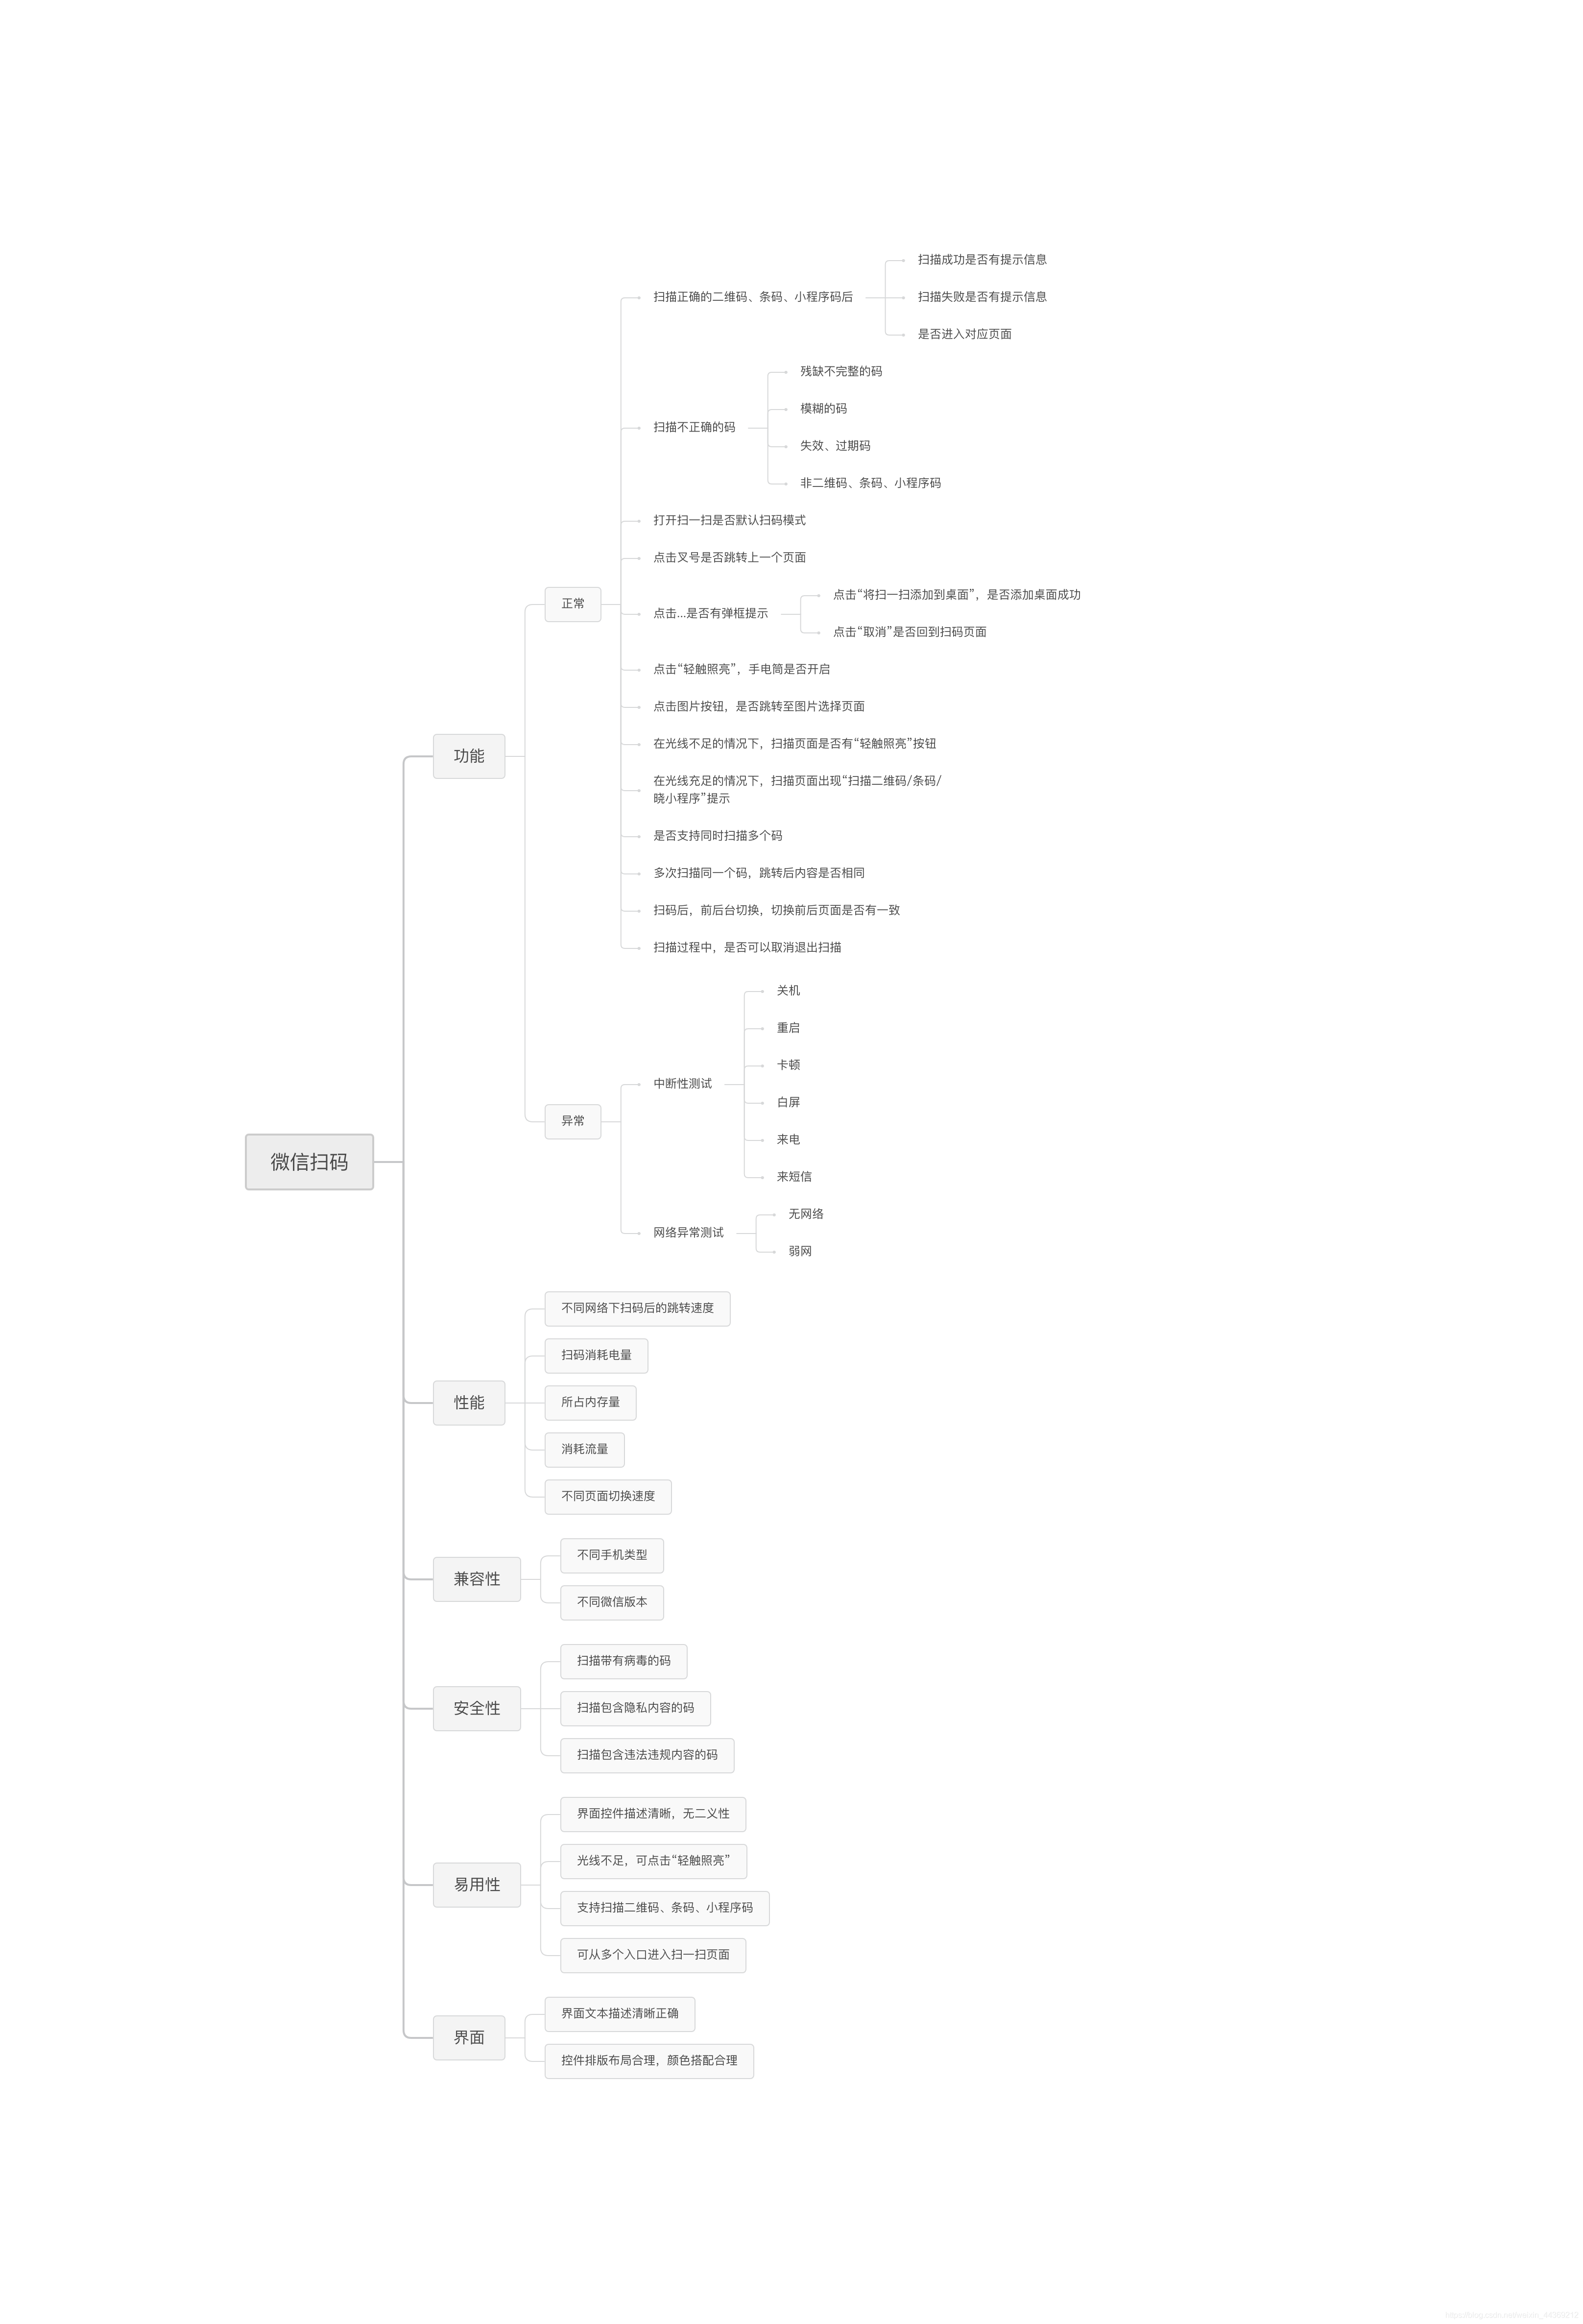 微信扫码
功能
正常
扫描正确的二维码、条码、小程序码后
扫描成功是否有提示信息
扫描失败是否有提示信息
是否进入对应页面
扫描不正确的码
残缺不完整的码
模糊的码
失效、过期码
非二维码、条码、小程序码
打开扫一扫是否默认扫码模式
点击叉号是否跳转上一个页面
点击...是否有弹框提示
点击“将扫一扫添加到桌面”，是否添加桌面成功
点击“取消”是否回到扫码页面
点击“轻触照亮”，手电筒是否开启
点击图片按钮，是否跳转至图片选择页面
在光线不足的情况下，扫描页面是否有“轻触照亮”按钮
在光线充足的情况下，扫描页面出现“扫描二维码/条码/
晓小程序”提示
是否支持同时扫描多个码
多次扫描同一个码，跳转后内容是否相同
扫码后，前后台切换，切换前后页面是否有一致
扫描过程中，是否可以取消退出扫描
异常
中断性测试
关机
重启
卡顿
白屏
来电
来短信
网络异常测试
无网络
弱网
性能
不同网络下扫码后的跳转速度
扫码消耗电量
所占内存量
消耗流量
不同页面切换速度
兼容性
不同手机类型
不同微信版本
安全性
扫描带有病毒的码
扫描包含隐私内容的码
扫描包含违法违规内容的码
易用性
界面控件描述清晰，无二义性
光线不足，可点击“轻触照亮”
支持扫描二维码、条码、小程序码
可从多个入口进入扫一扫页面
界面
界面文本描述清晰正确
控件排版布局合理，颜色搭配合理